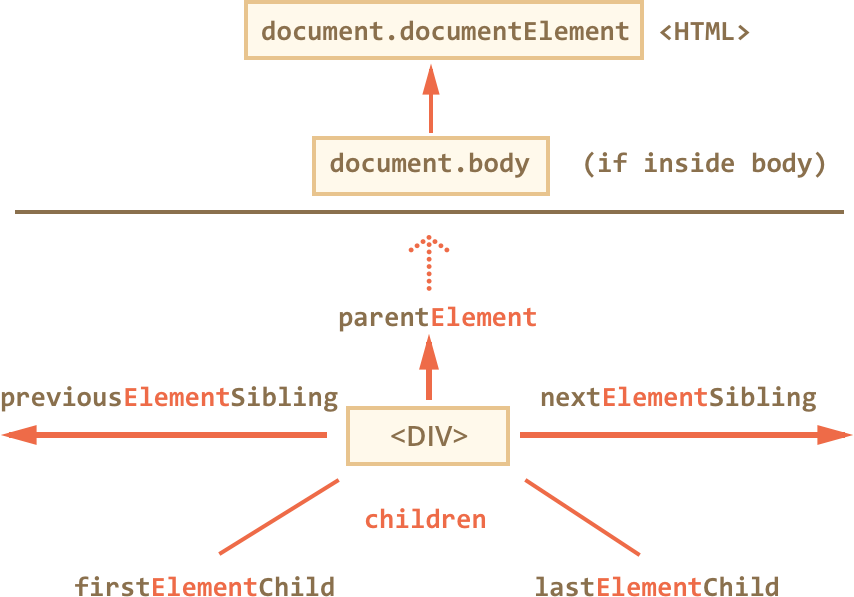 document.documentElement <HTML>
document.body (if inside body)
parentElement
previousElementSibling nextElementSibling
<DIV>
children
firstElementChild lastElementChild